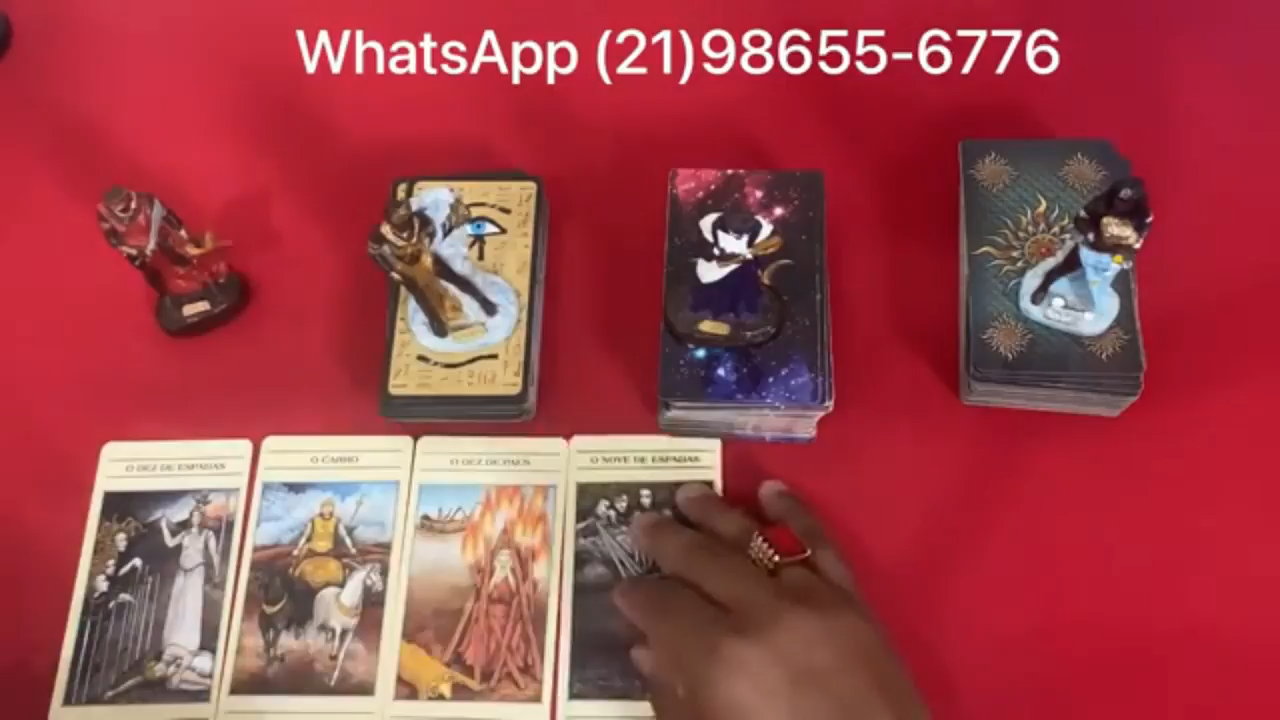 WhatsApp (21)98655-6776
O DEZ DE ESPADAS
O CARRO
O DEZ DE PAUS
O NOVE DE ESPADAS